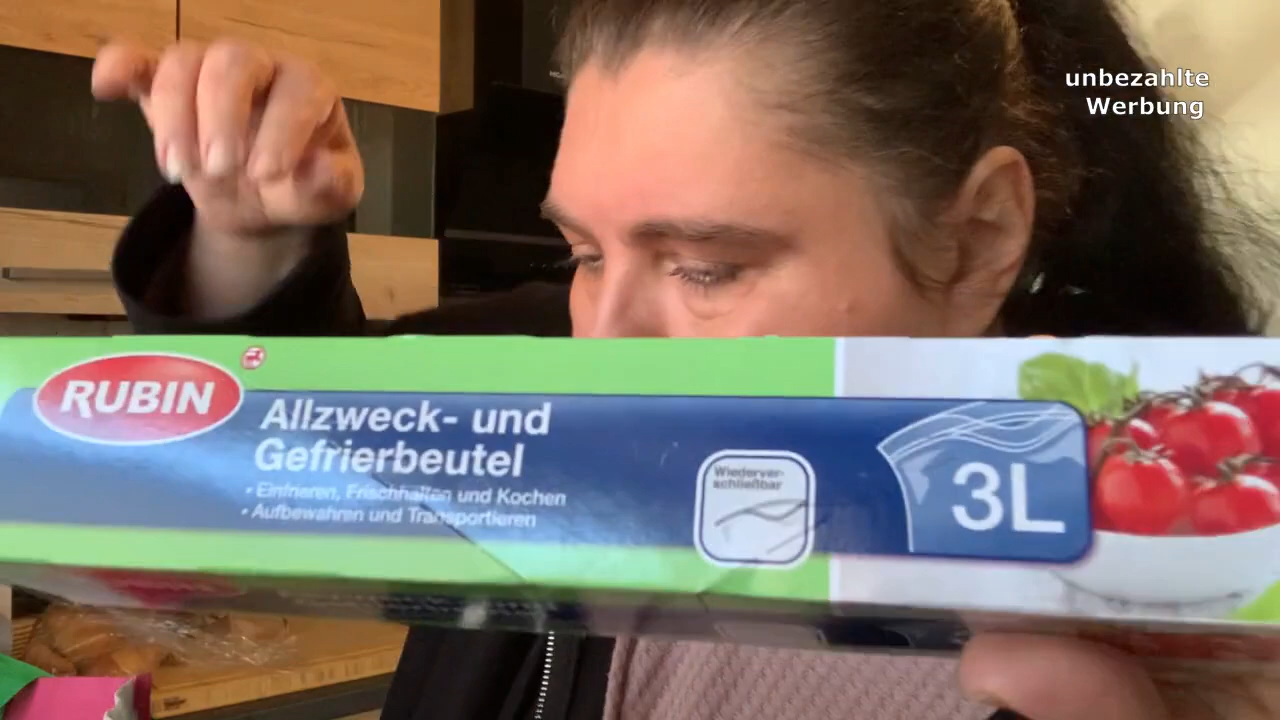 unbezahlte
Werbung
RUBIN
Allzweck- und
Gefrierbeutel
• Einfrieren, Frischhalten und Kochen
• Aufbewahren und Transportieren
Wiederver-
schließbar
3L